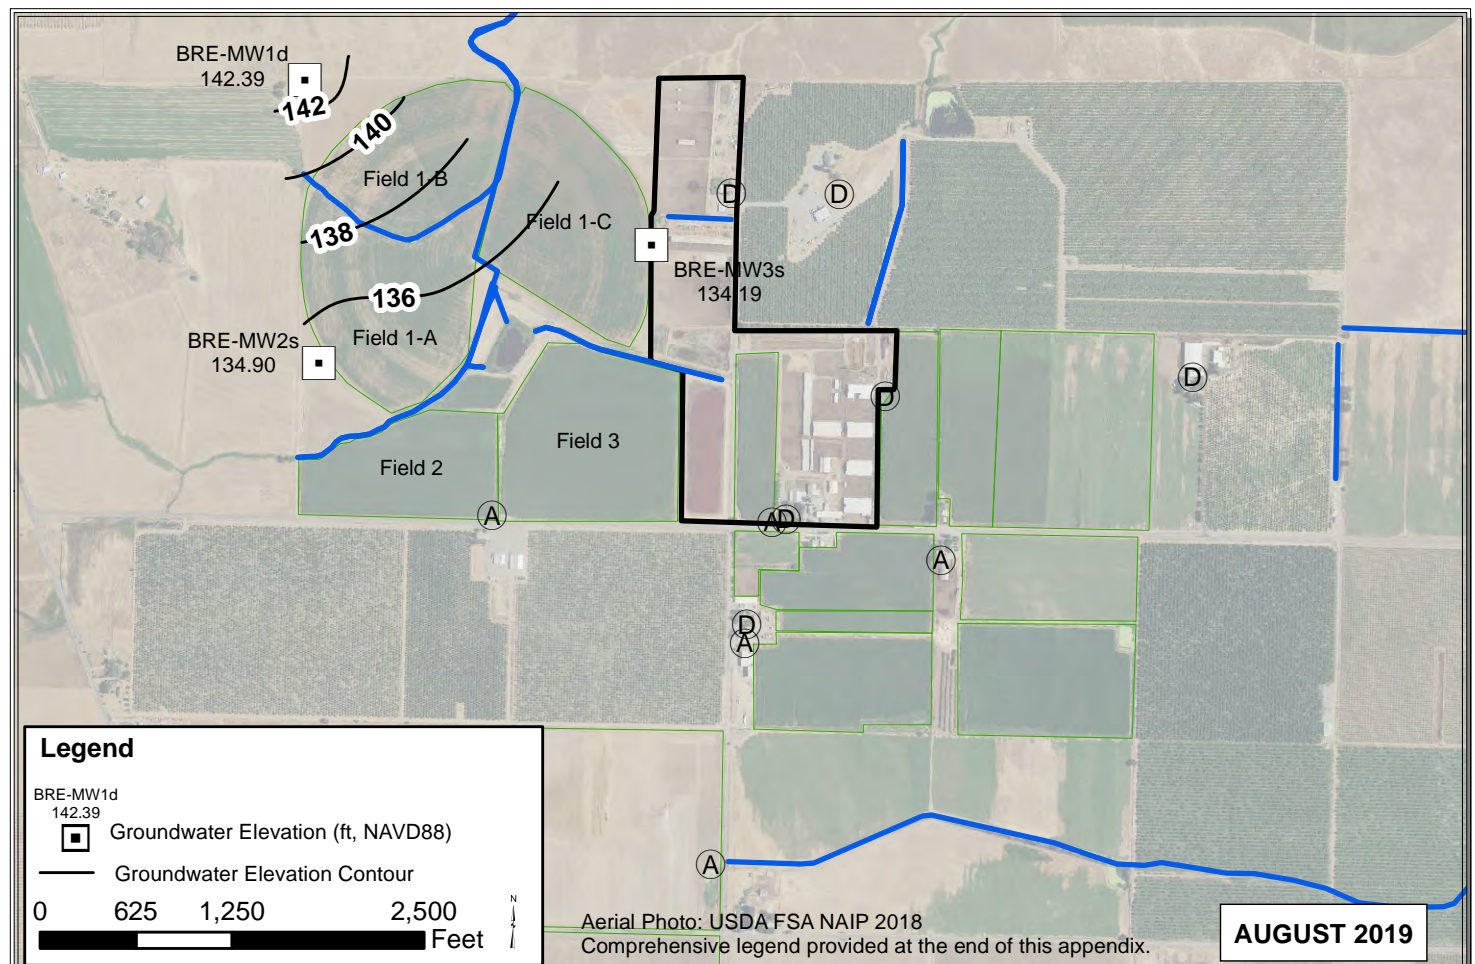 BRE-MW1d
142.39
142
140
Field 1-B
138
Field 1-C
D
D
BRE-MW3s
134.19
136
BRE-MW2s
134.90
Field 1-A
D
D
Field 3
Field 2
A
A
D
A
D
A
A
Legend
BRE-MW1d
142.39
Groundwater Elevation (ft, NAVD88)
Groundwater Elevation Contour
0 625 1,250 2,500
Feet
N
Aerial Photo: USDA FSA NAIP 2018
Comprehensive legend provided at the end of this appendix.
AUGUST 2019